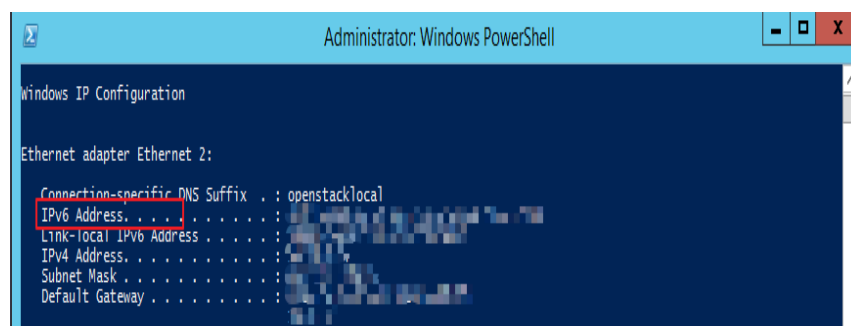 Administrator: Windows PowerShell
Windows IP Configuration
Ethernet adapter Ethernet 2:
Connection-specific DNS Suffix . : openstacklocal
IPv6 Address. . . . . . . . . . . :
Link-local IPv6 Address . . . . . :
IPv4 Address. . . . . . . . . . . :
Subnet Mask . . . . . . . . . . . :
Default Gateway . . . . . . . . . :